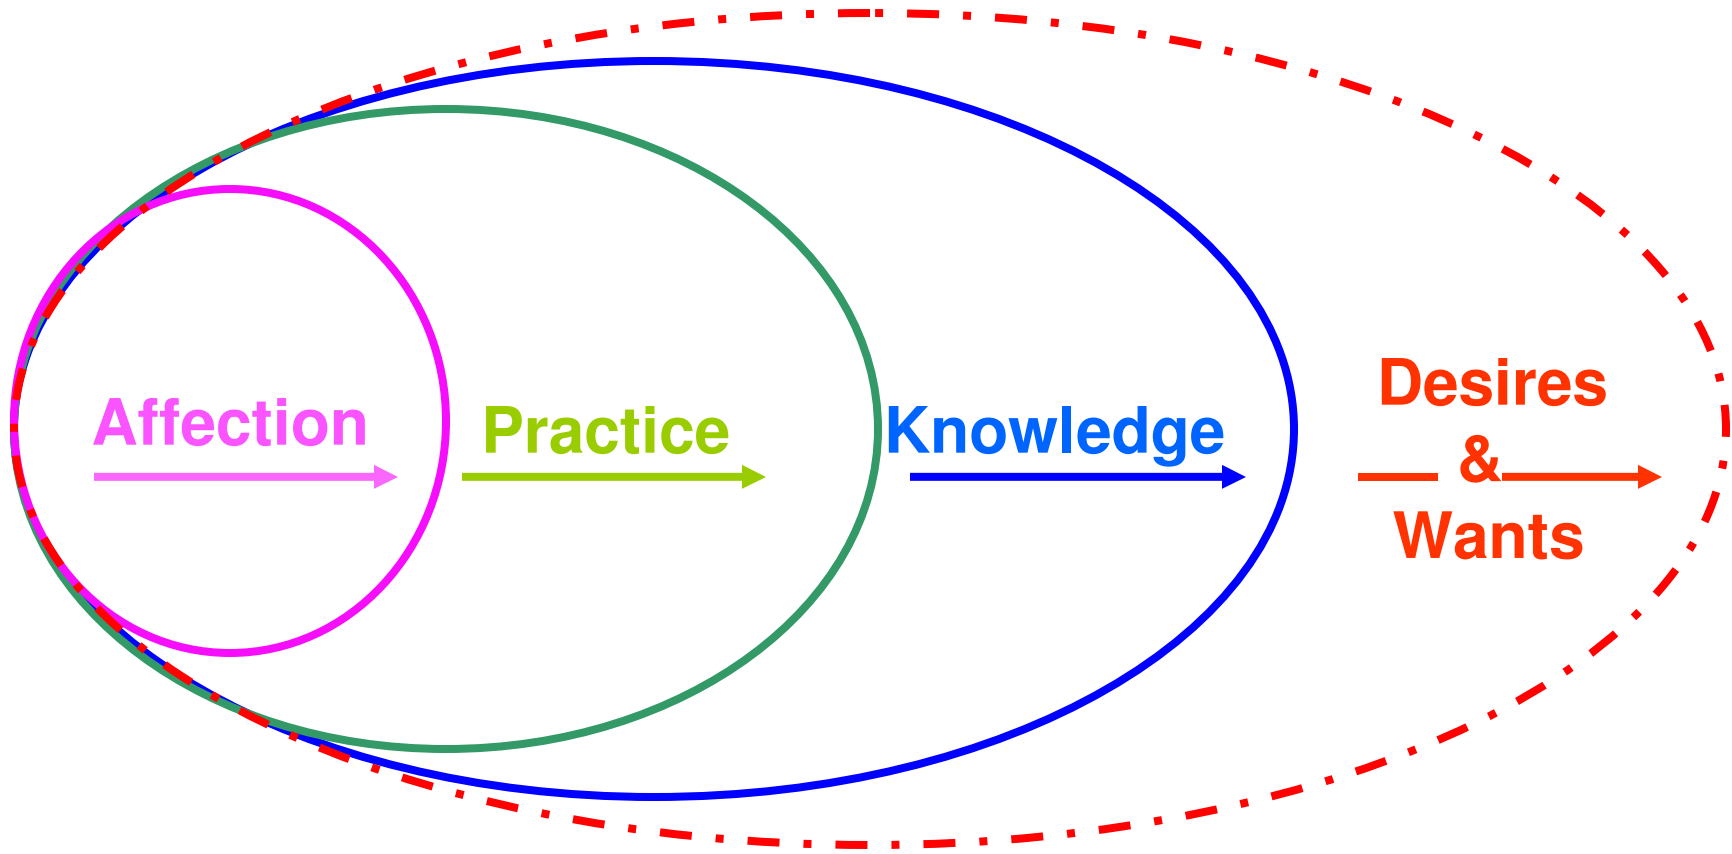 Affection
Practice
Knowledge
Desires
&
Wants